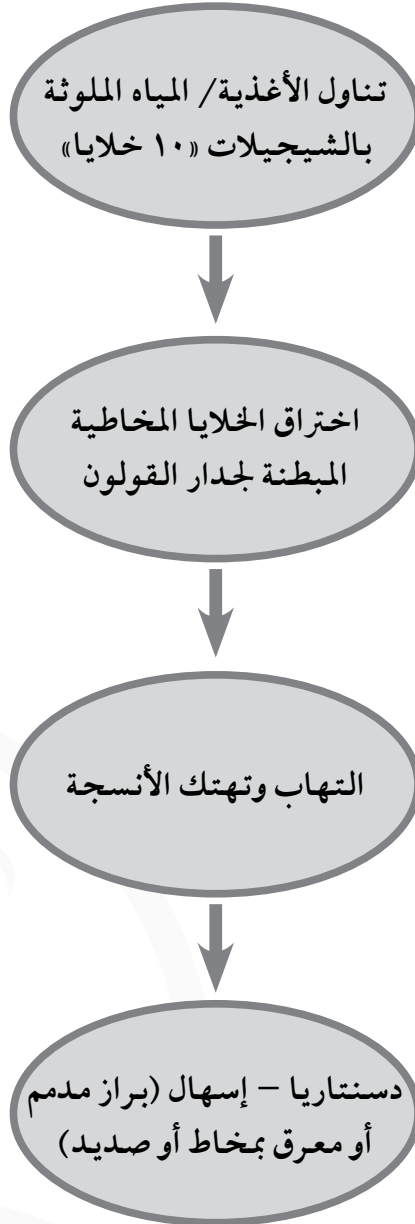 تناول الأغذية/ المياه الملوثة
بالشيجيلات «١٠ خلايا»
اختراق الخلايا المخاطية
المبطنة لجدار القولون
التهاب وتهتك الأنسجة
دسنتاريا – إسهال (براز مدمم
أو معرق بمخاط أو صديد)